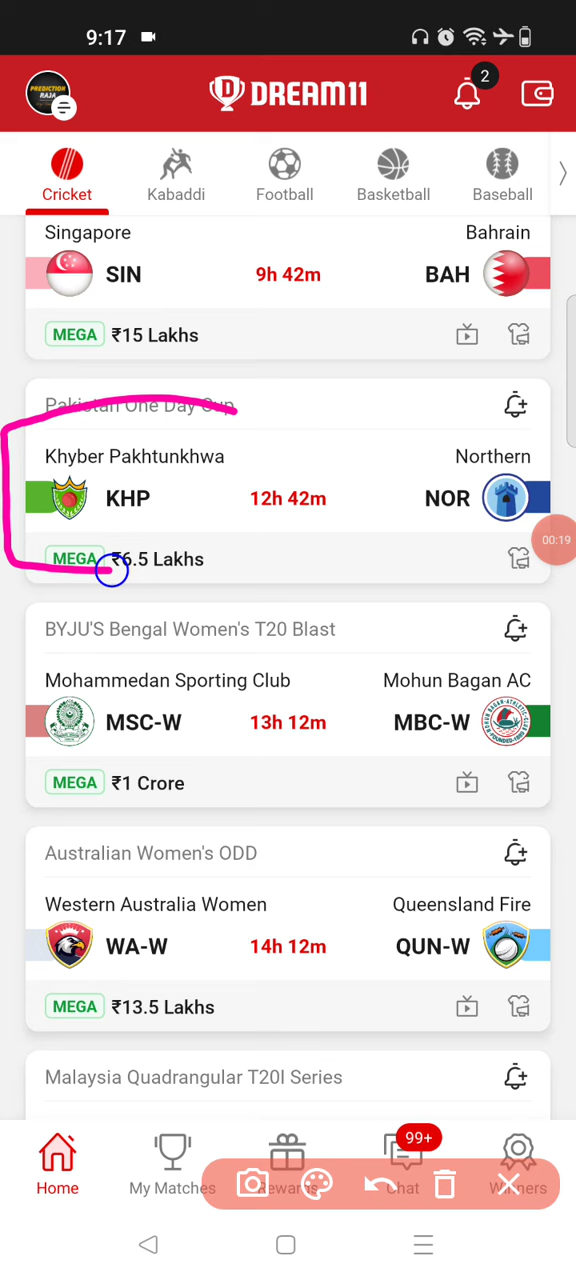 9:17
PREDICTION
RAJA
DREAM11
2
Cricket
Kabaddi
Football
Basketball
Baseball
Singapore
Bahrain
SIN
9h 42m
BAH
MEGA
₹15 Lakhs
Pakistan One Day Cup
Khyber Pakhtunkhwa
Northern
KHP
12h 42m
NOR
00:19
MEGA
₹6.5 Lakhs
BYJU'S Bengal Women's T20 Blast
Mohammedan Sporting Club
Mohun Bagan AC
MSC-W
13h 12m
MBC-W
MEGA
₹1 Crore
Australian Women's ODD
Western Australia Women
Queensland Fire
WA-W
14h 12m
QUN-W
MEGA
₹13.5 Lakhs
Malaysia Quadrangular T20I Series
99+
Home
My Matches
Rewards
Chat
Winners